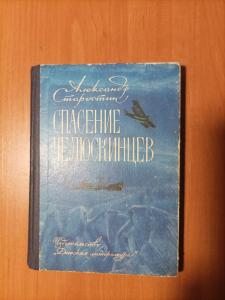 Александр
Старостин
СПАСЕНИЕ
ЧЕЛЮСКИНЦЕВ
Издательство
"Детская литература"